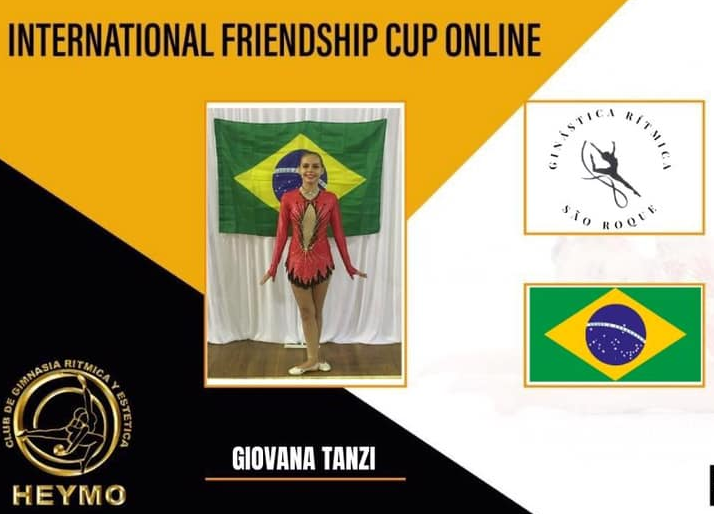 INTERNATIONAL FRIENDSHIP CUP ONLINE
GINÁSTICA RÍTMICA
SÃO ROQUE
CLUB DE GIMNASIA RITMICA Y ESTETICA
HEYMO
GIOVANA TANZI